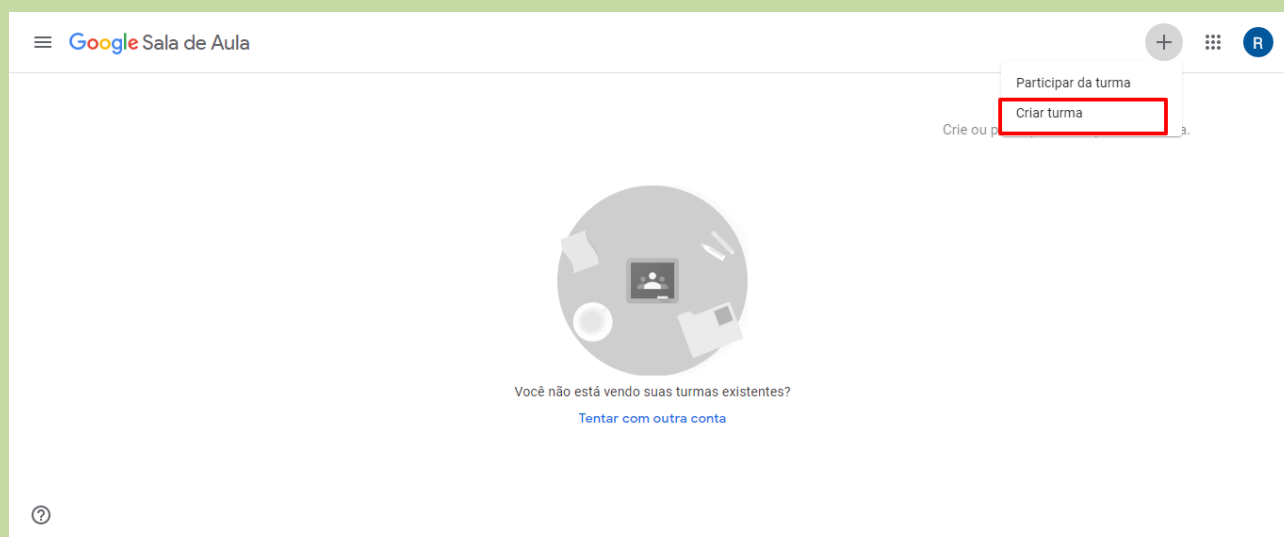 Google Sala de Aula
R
Participar da turma
Criar turma
Crie ou p
a.
Você não está vendo suas turmas existentes?
Tentar com outra conta
?